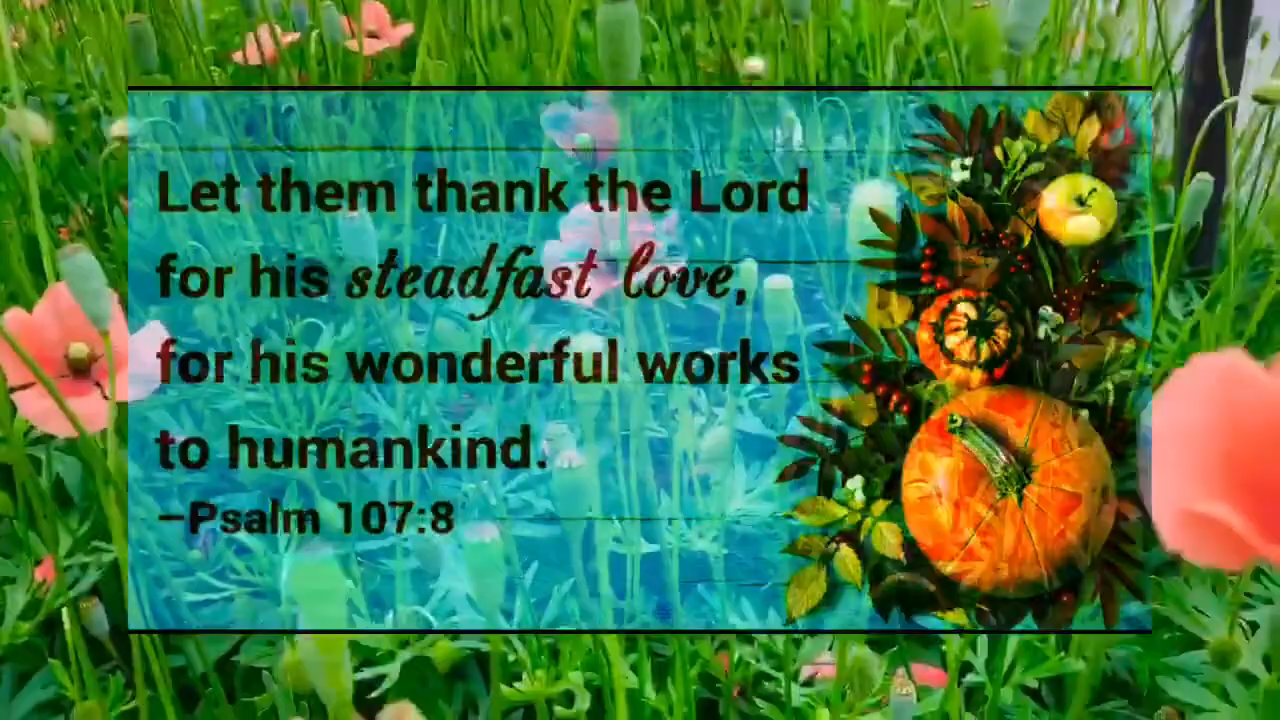 Let them thank the Lord
for his steadfast love,
for his wonderful works
to humankind.
–Psalm 107:8